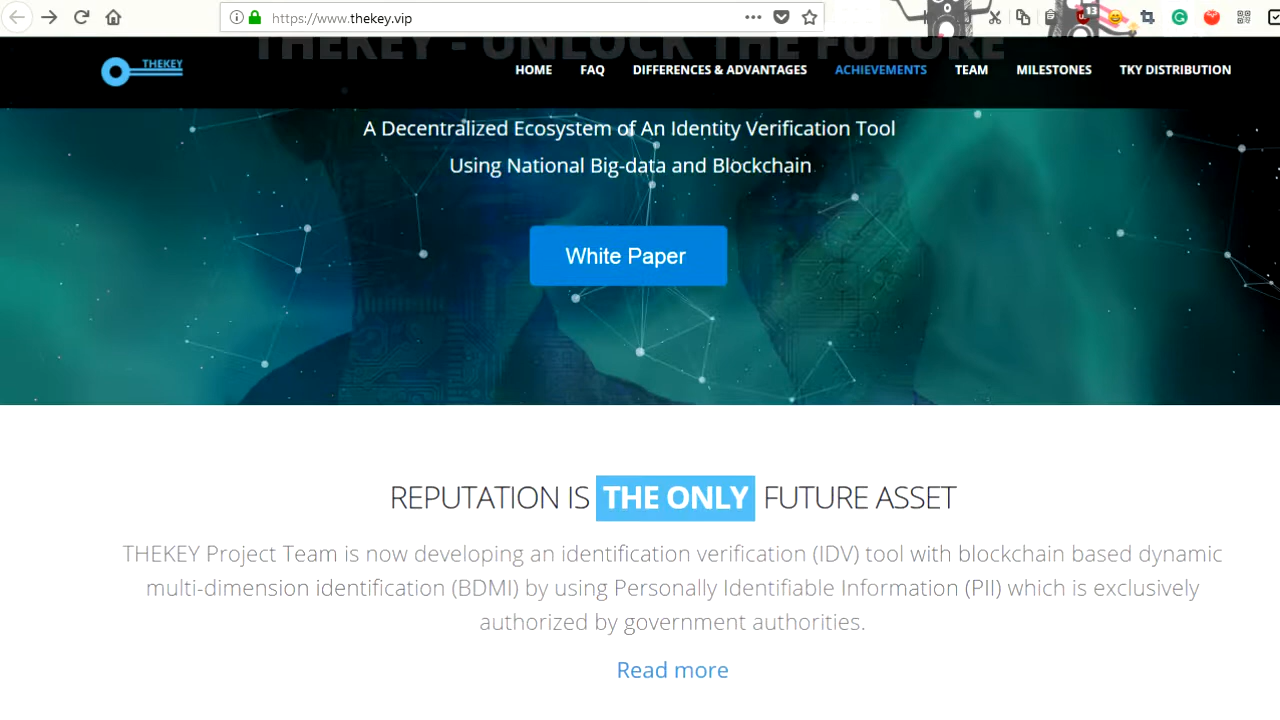 https://www.thekey.vip
13
THEKEY - UNLOCK THE FUTURE
THEKEY
HOME FAQ DIFFERENCES & ADVANTAGES ACHIEVEMENTS TEAM MILESTONES TKY DISTRIBUTION
A Decentralized Ecosystem of An Identity Verification Tool
Using National Big-data and Blockchain
White Paper
REPUTATION IS THE ONLY FUTURE ASSET
THEKEY Project Team is now developing an identification verification (IDV) tool with blockchain based dynamic
multi-dimension identification (BDMI) by using Personally Identifiable Information (PII) which is exclusively
authorized by government authorities.
Read more